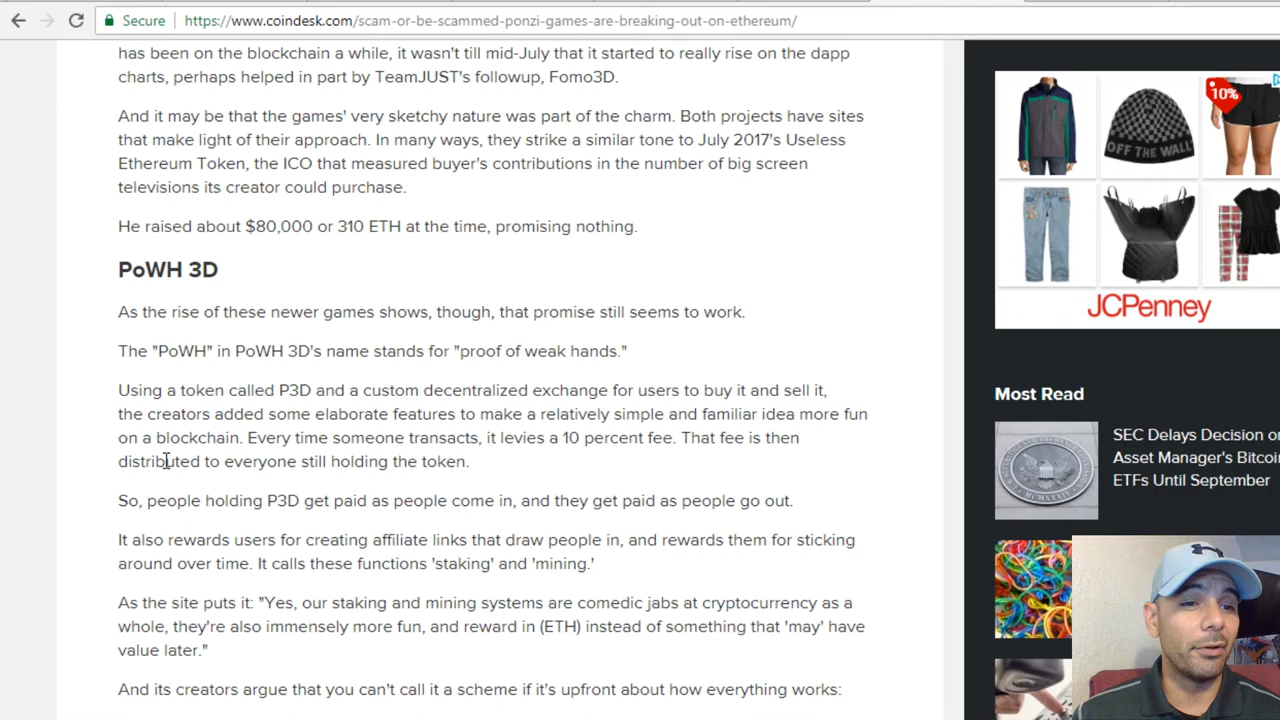 Secure https://www.coindesk.com/scam-or-be-scammed-ponzi-games-are-breaking-out-on-ethereum/
has been on the blockchain a while, it wasn't till mid-July that it started to really rise on the dapp
charts, perhaps helped in part by TeamJUST's followup, Fomo3D.
And it may be that the games' very sketchy nature was part of the charm. Both projects have sites
that make light of their approach. In many ways, they strike a similar tone to July 2017's Useless
Ethereum Token, the ICO that measured buyer's contributions in the number of big screen
televisions its creator could purchase.
He raised about $80,000 or 310 ETH at the time, promising nothing.
PoWH 3D
As the rise of these newer games shows, though, that promise still seems to work.
The "PoWH" in PoWH 3D's name stands for "proof of weak hands."
Using a token called P3D and a custom decentralized exchange for users to buy it and sell it,
the creators added some elaborate features to make a relatively simple and familiar idea more fun
on a blockchain. Every time someone transacts, it levies a 10 percent fee. That fee is then
distributed to everyone still holding the token.
So, people holding P3D get paid as people come in, and they get paid as people go out.
It also rewards users for creating affiliate links that draw people in, and rewards them for sticking
around over time. It calls these functions 'staking' and 'mining.'
As the site puts it: "Yes, our staking and mining systems are comedic jabs at cryptocurrency as a
whole, they're also immensely more fun, and reward in (ETH) instead of something that 'may' have
value later."
And its creators argue that you can't call it a scheme if it's upfront about how everything works:
10%
OFF THE WALL
JCPenney
Most Read
SEC Delays Decision on
Asset Manager's Bitcoin
ETFs Until September